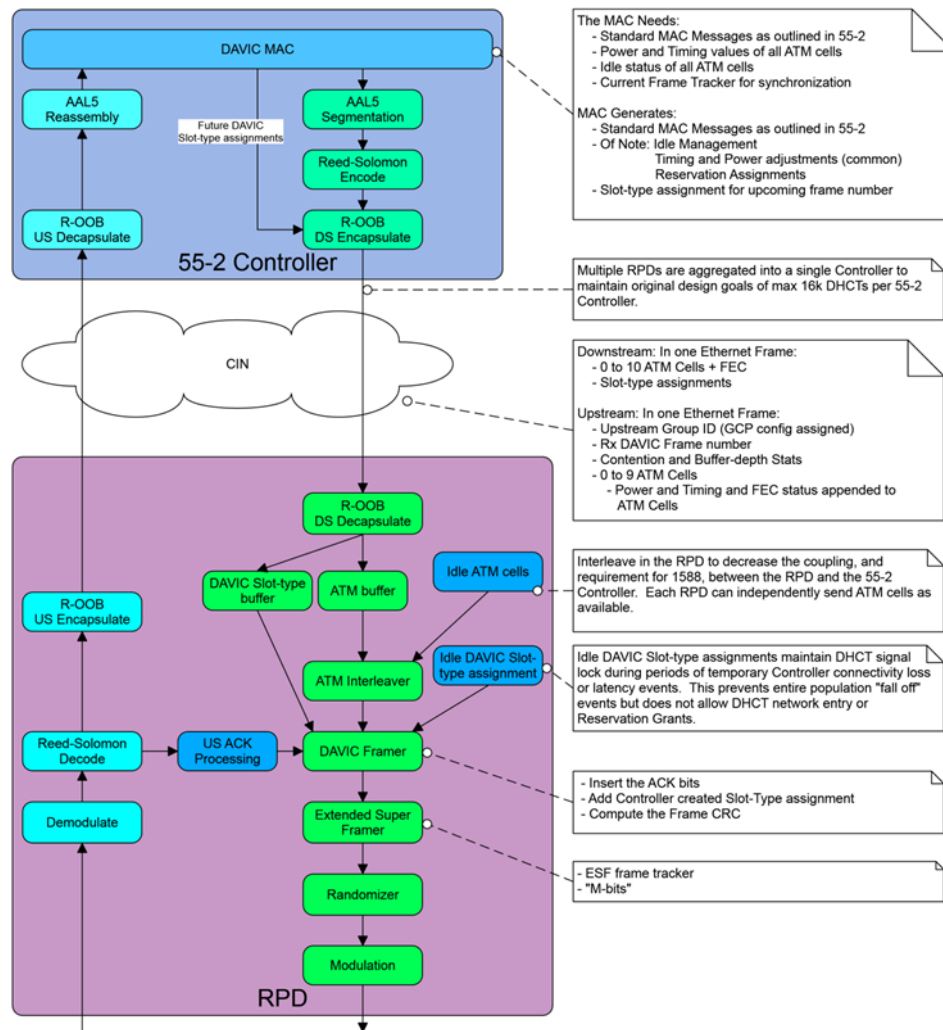 DAVIC MAC
AAL5
Reassembly
Future DAVIC
Slot-type assignments
AAL5
Segmentation
Reed-Solomon
Encode
R-OOB
US Decapsulate
R-OOB
DS Encapsulate
55-2 Controller
CIN
R-OOB
DS Decapsulate
DAVIC Slot-type
buffer
ATM buffer
Idle ATM cells
R-OOB
US Encapsulate
ATM Interleaver
Idle DAVIC Slot-
type assignment
Reed-Solomon
Decode
US ACK
Processing
DAVIC Framer
Demodulate
Extended Super
Framer
Randomizer
Modulation
RPD
The MAC Needs:
- Standard MAC Messages as outlined in 55-2
- Power and Timing values of all ATM cells
- Idle status of all ATM cells
- Current Frame Tracker for synchronization
MAC Generates:
- Standard MAC Messages as outlined in 55-2
- Of Note: Idle Management
Timing and Power adjustments (common)
Reservation Assignments
- Slot-type assignment for upcoming frame number
Multiple RPDs are aggregated into a single Controller to
maintain original design goals of max 16k DHCTs per 55-2
Controller.
Downstream: In one Ethernet Frame:
- 0 to 10 ATM Cells + FEC
- Slot-type assignments
Upstream: In one Ethernet Frame:
- Upstream Group ID (GCP config assigned)
- Rx DAVIC Frame number
- Contention and Buffer-depth Stats
- 0 to 9 ATM Cells
- Power and Timing and FEC status appended to
ATM Cells
Interleave in the RPD to decrease the coupling, and
requirement for 1588, between the RPD and the 55-2
Controller. Each RPD can independently send ATM cells as
available.
Idle DAVIC Slot-type assignments maintain DHCT signal
lock during periods of temporary Controller connectivity loss
or latency events. This prevents entire population "fall off"
events but does not allow DHCT network entry or
Reservation Grants.
- Insert the ACK bits
- Add Controller created Slot-Type assignment
- Compute the Frame CRC
- ESF frame tracker
- "M-bits"